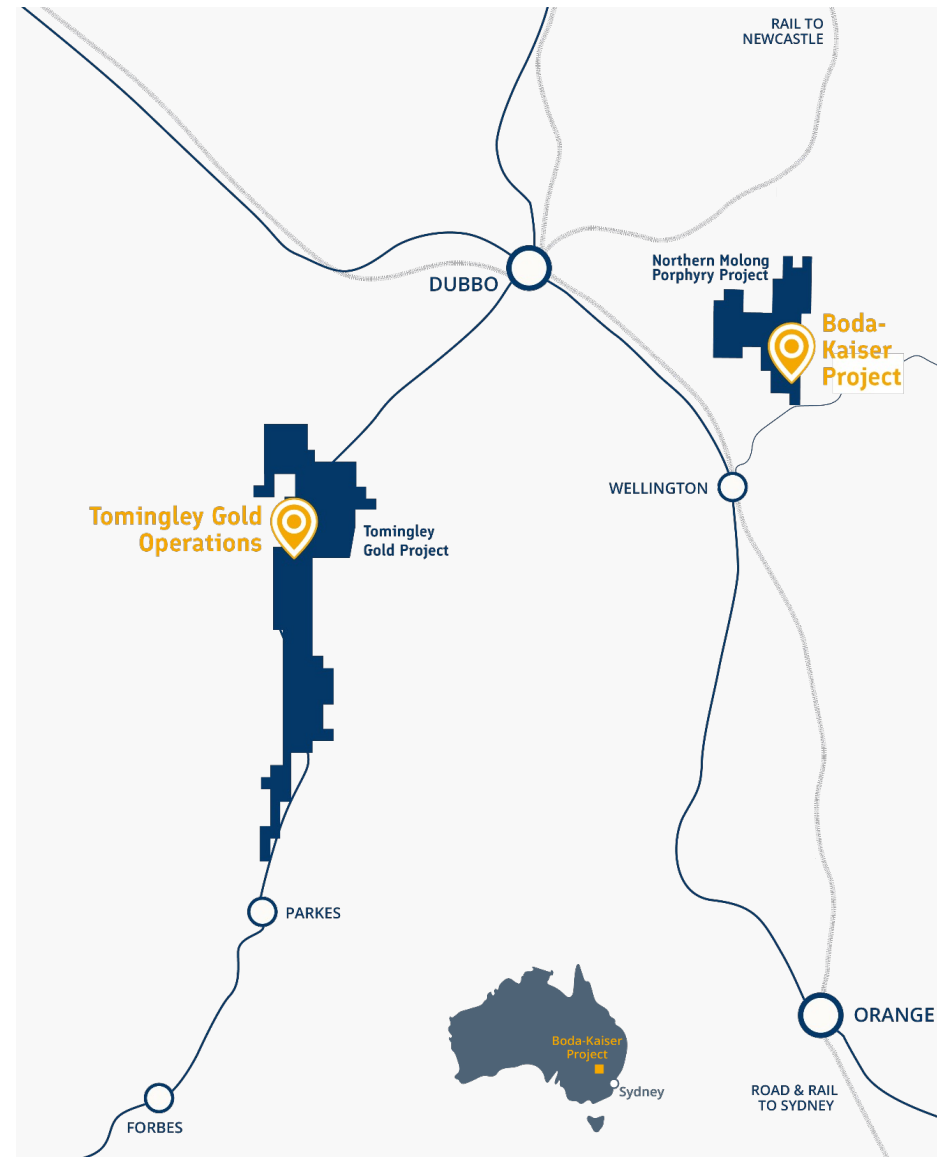 RAIL TO
NEWCASTLE
Northern Molong
Porphyry Project
DUBBO
Boda-
Kaiser
Project
WELLINGTON
Tomingley Gold
Operations
Tomingley
Gold Project
PARKES
ORANGE
Boda-Kaiser
Project
Sydney
ROAD & RAIL
TO SYDNEY
FORBES